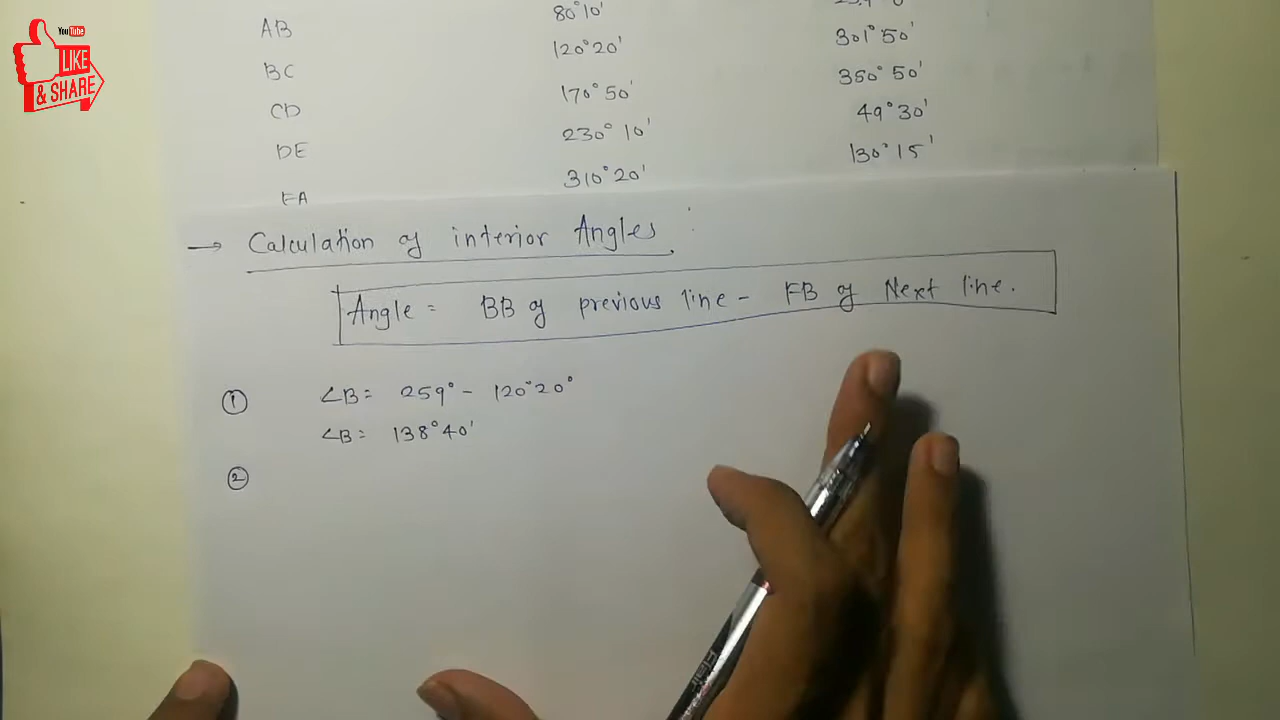 YouTube
LIKE
& SHARE
AB 80°10'
BC 120°20' 301°50'
CD 170°50' 350°50'
DE 230°10' 49°30'
EA 310°20' 130°15'
→ Calculation of interior Angles :
Angle = BB of previous line - FB of Next line.
① ∠B = 259° - 120°20°
∠B = 138°40'
②